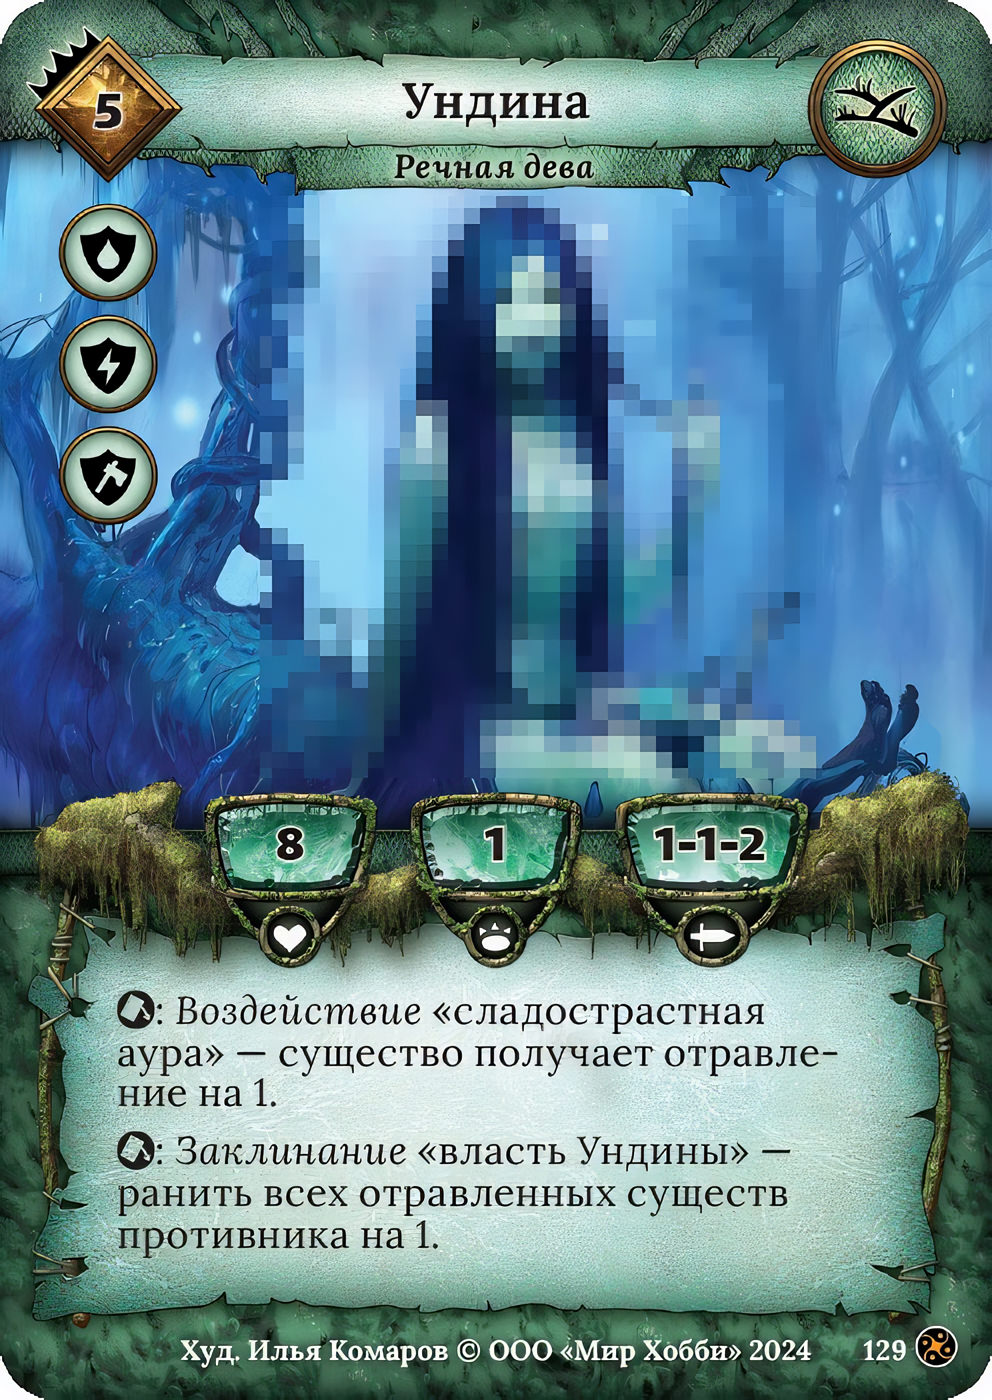 5
Ундина
Речная дева
8
1
1-1-2
: Воздействие «сладострастная
аура» — существо получает отравле-
ние на 1.
: Заклинание «власть Ундины» —
ранить всех отравленных существ
противника на 1.
Худ. Илья Комаров © ООО «Мир Хобби» 2024
129